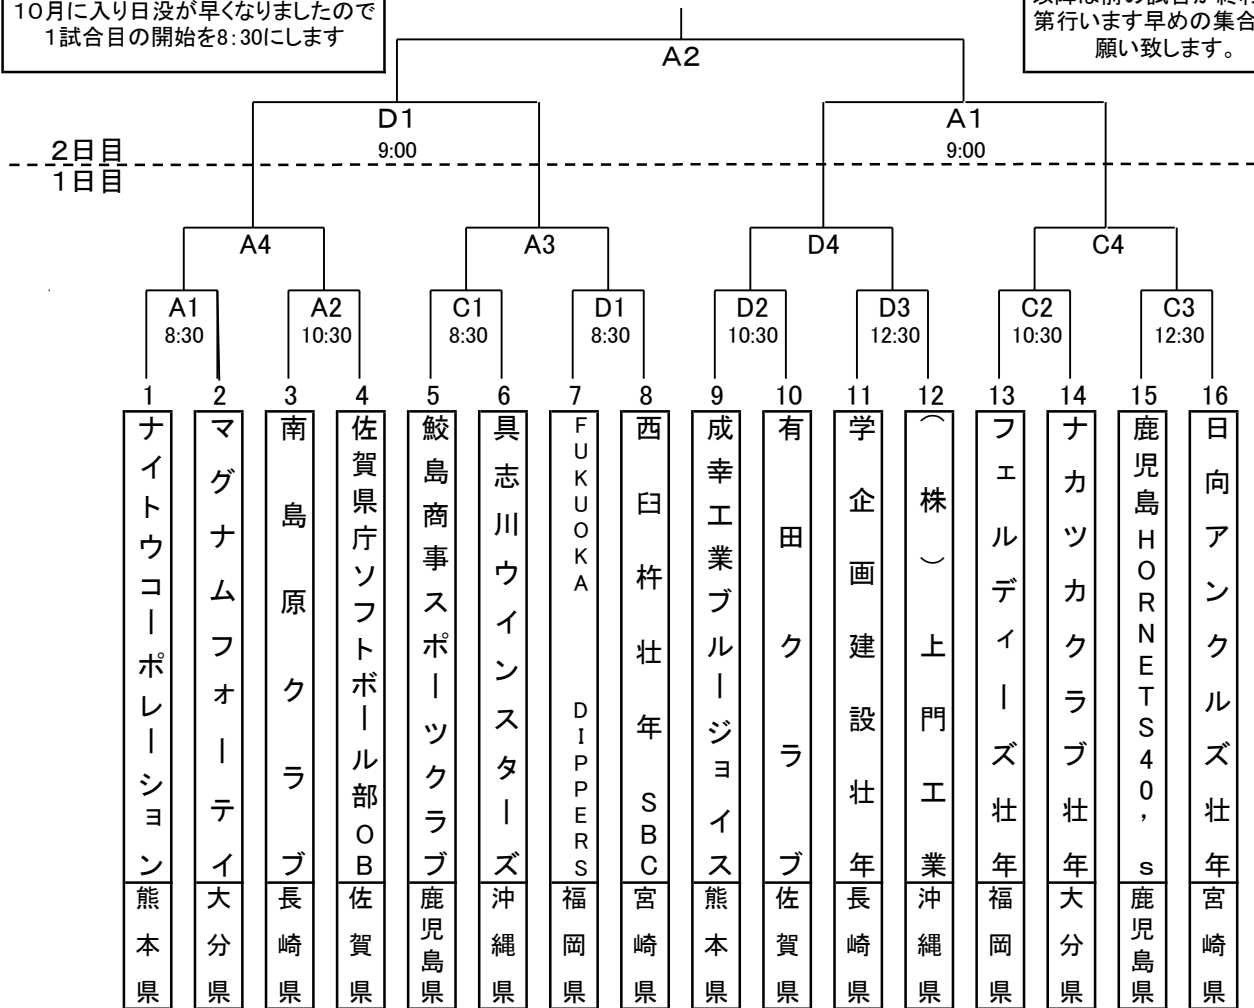 10月に入り日没が早くなりましたので
1試合目の開始を8:30にします
第行います早めの集合
願い致します。
A2
D1
9:00
A1
9:00
2日目
1日目
A4
A3
D4
C4
A1
8:30
A2
10:30
C1
8:30
D1
8:30
D2
10:30
D3
12:30
C2
10:30
C3
12:30
1
2
3
4
5
6
7
8
9
10
11
12
13
14
15
16
ナイトウコーポレーション
マグナムフォーテイ
南島原クラブ
佐賀県庁ソフトボール部OB
鮫島商事スポーツクラブ
具志川ウインスターズ
FUKUOKA DIPPERS
西臼杵壮年SBC
成幸工業ブルージョイス
有田クラブ
学企画建設壮年
(株)上門工業
フェルディーズ壮年
ナカツカクラブ壮年
鹿児島HORNETS40’s
日向アンクルズ壮年
熊本県
大分県
長崎県
佐賀県
鹿児島県
沖縄県
福岡県
宮崎県
熊本県
佐賀県
長崎県
沖縄県
福岡県
大分県
鹿児島県
宮崎県